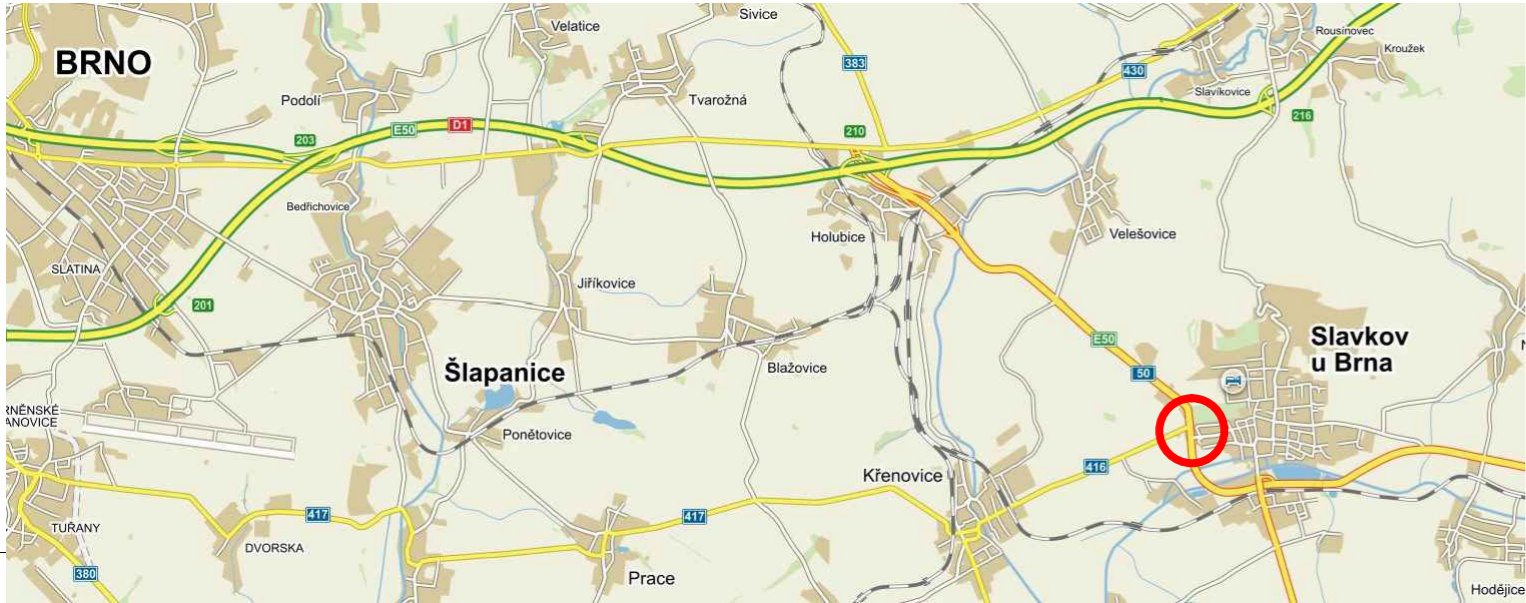 Sivice
Velatice
Rousínovec
Kroužek
BRNO
383
430
Slavíkovice
Podolí
Tvarožná
216
E50
D1
203
210
Bedřichovice
Holubice
Velešovice
SLATINA
201
Jiříkovice
E50
Slavkov
u Brna
Šlapanice
Blažovice
50
RNĚNSKÉ
ANOVICE
Ponětovice
416
Křenovice
417
417
TUŘANY
DVORSKA
380
Prace
Hodějice